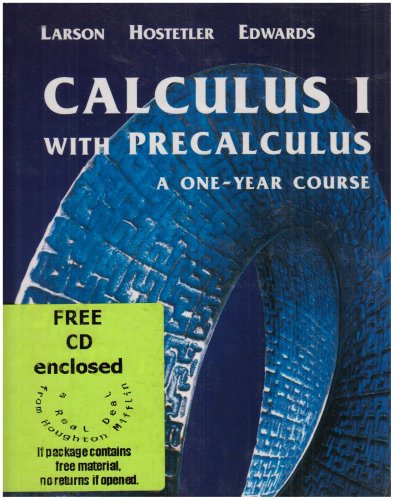 LARSON HOSTETLER EDWARDS
CALCULUS I
WITH PRECALCULUS
A ONE-YEAR COURSE
FREE
CD
enclosed
a Real Deal
from Houghton Mifflin
If package contains
free material,
no returns if opened.